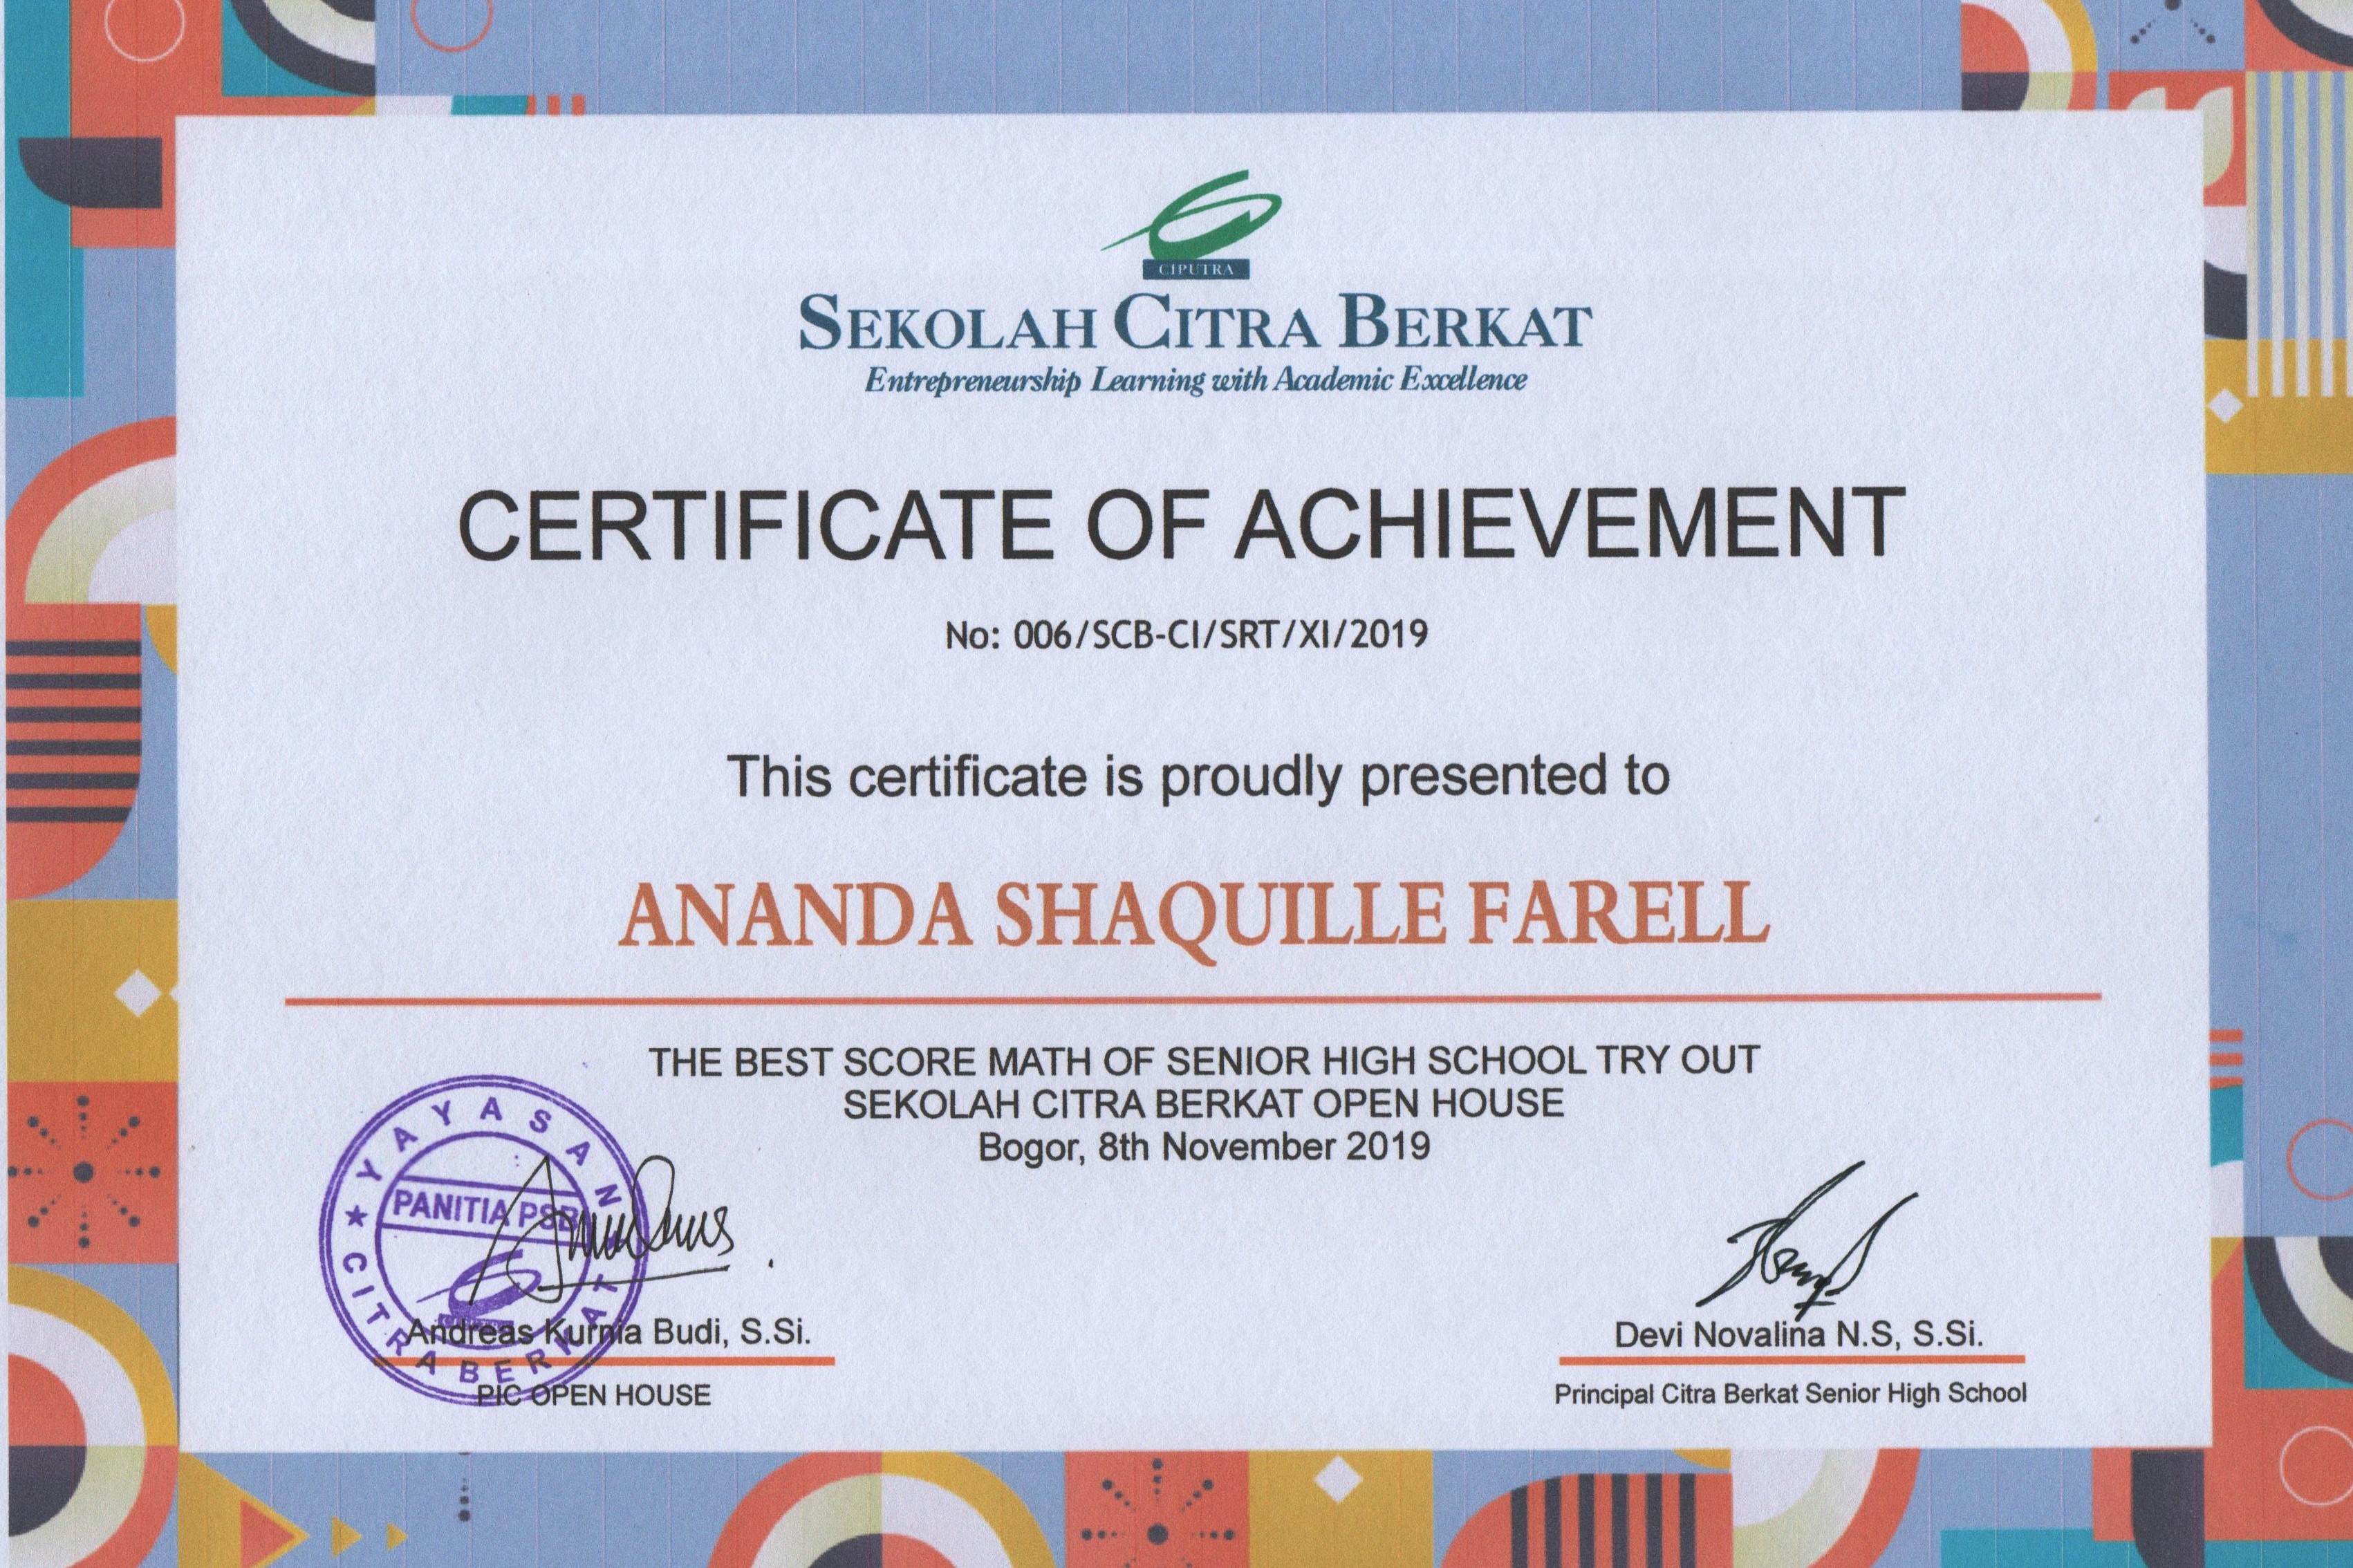 CIPUTRA
SEKOLAH CITRA BERKAT
Entrepreneurship Learning with Academic Excellence
CERTIFICATE OF ACHIEVEMENT
No: 006/SCB-CI/SRT/XI/2019
This certificate is proudly presented to
ANANDA SHAQUILLE FARELL
THE BEST SCORE MATH OF SENIOR HIGH SCHOOL TRY OUT
SEKOLAH CITRA BERKAT OPEN HOUSE
Bogor, 8th November 2019
YAYASAN
PANITIA PSB
CITRA BERKAT
Andreas Kurnia Budi, S.Si.
PIC OPEN HOUSE
Devi Novalina N.S, S.Si.
Principal Citra Berkat Senior High School